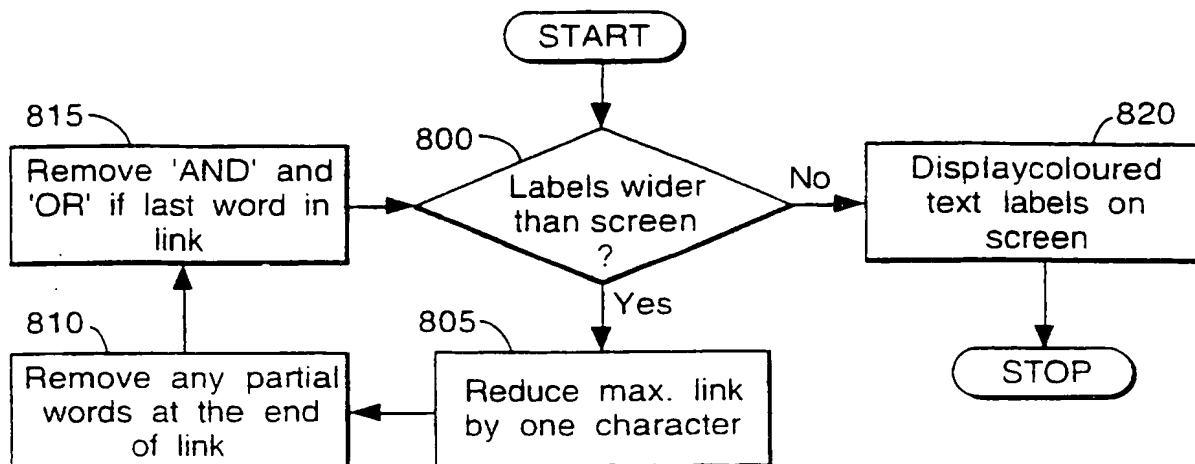 START
815
Remove 'AND' and
'OR' if last word in
link
800
Labels wider
than screen
?
No
820
Displaycoloured
text labels on
screen
Yes
810
Remove any partial
words at the end
of link
805
Reduce max. link
by one character
STOP